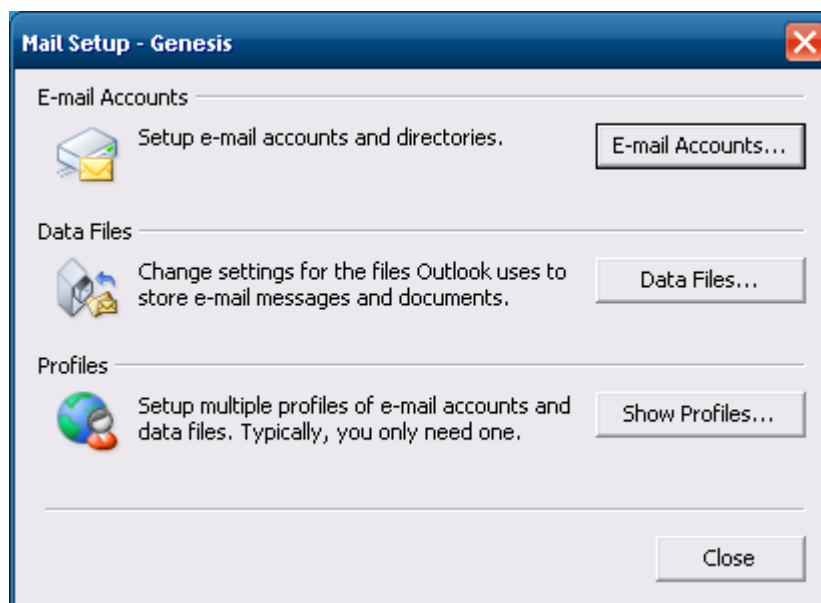 Mail Setup - Genesis
E-mail Accounts
Setup e-mail accounts and directories.
E-mail Accounts...
Data Files
Change settings for the files Outlook uses to
store e-mail messages and documents.
Data Files...
Profiles
Setup multiple profiles of e-mail accounts and
data files. Typically, you only need one.
Show Profiles...
Close